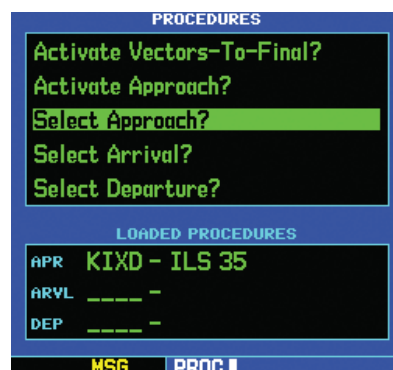 PROCEDURES
Activate Vectors-To-Final?
Activate Approach?
Select Approach?
Select Arrival?
Select Departure?
LOADED PROCEDURES
APR KIXD - ILS 35
ARVL ____ -
DEP ____ -
MSG PROC